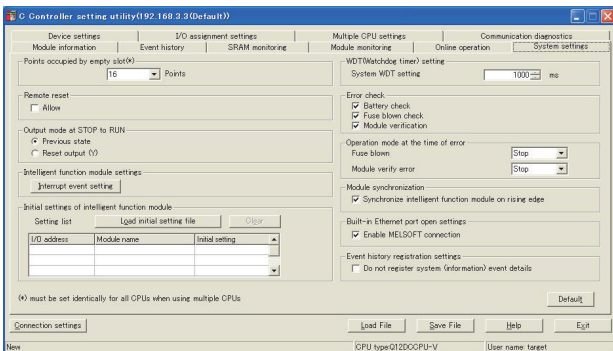 C Controller setting utility(192.168.3.3(Default))
Device settings I/O assignment settings Multiple CPU settings Communication diagnostics
Module information Event history SRAM monitoring Module monitoring Online operation System settings
Points occupied by empty slot(*)
16 Points
Remote reset
Allow
Output mode at STOP to RUN
Previous state
Reset output (Y)
Intelligent function module settings
Interrupt event setting
Initial settings of intelligent function module
Setting list Load initial setting file Clear
I/O address Module name Initial setting
(*) must be set identically for all CPUs when using multiple CPUs
WDT(Watchdog timer) setting
System WDT setting 1000 ms
Error check
Battery check
Fuse blown check
Module verification
Operation mode at the time of error
Fuse blown Stop
Module verify error Stop
Module synchronization
Synchronize intelligent function module on rising edge
Built-in Ethernet port open settings
Enable MELSOFT connection
Event history registration settings
Do not register system (information) event details
Default
Connection settings Load File Save File Help Exit
New CPU type:Q12DCCPU-V User name: target